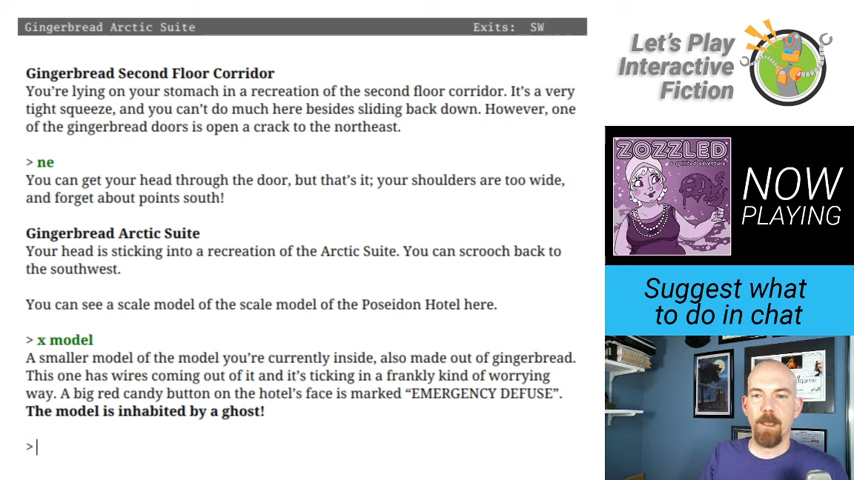 Gingerbread Arctic Suite Exits: SW
Gingerbread Second Floor Corridor
You're lying on your stomach in a recreation of the second floor corridor. It's a very
tight squeeze, and you can't do much here besides sliding back down. However, one
of the gingerbread doors is open a crack to the northeast.
> ne
You can get your head through the door, but that's it; your shoulders are too wide,
and forget about points south!
Gingerbread Arctic Suite
Your head is sticking into a recreation of the Arctic Suite. You can scrooch back to
the southwest.
You can see a scale model of the scale model of the Poseidon Hotel here.
> x model
A smaller model of the model you're currently inside, also made out of gingerbread.
This one has wires coming out of it and it's ticking in a frankly kind of worrying
way. A big red candy button on the hotel's face is marked “EMERGENCY DEFUSE”.
The model is inhabited by a ghost!
>
Let's Play
Interactive
Fiction
ZOZZLED
NOW
PLAYING
Suggest what
to do in chat